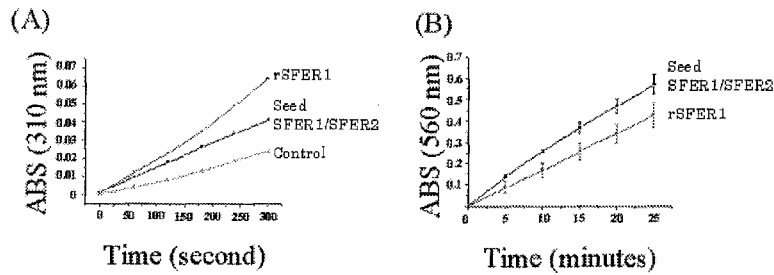 (A)
ABS (310 nm)
0.07
0.06
0.05
0.04
0.03
0.02
0.01
0
0 50 100 150 200 250 300
Time (second)
rSFER1
Seed
SFER1/SFER2
Control
(B)
ABS (560 nm)
0.7
0.6
0.5
0.4
0.3
0.2
0.1
0 5 10 15 20 25
Time (minutes)
Seed
SFER1/SFER2
rSFER1